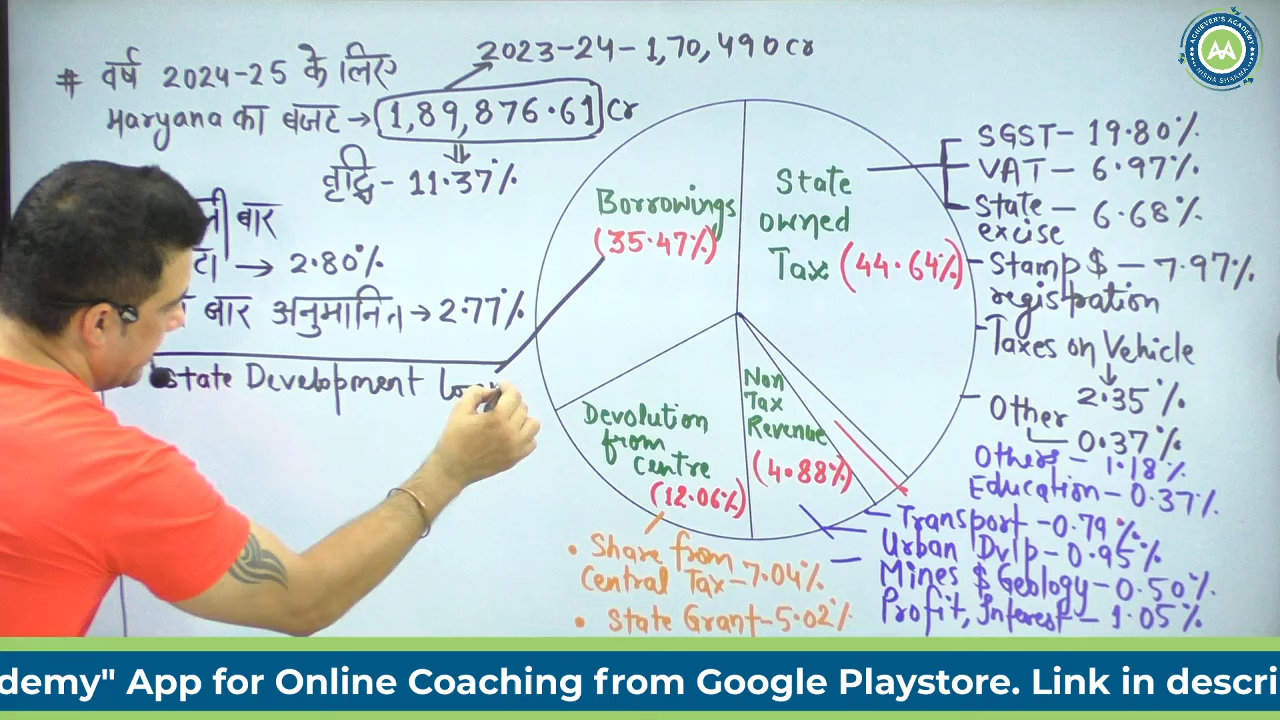 2023-24-1,70,490 cr
# वर्ष 2024-25 के लिए
Haryana का बजट → 1,89,876.61 Cr
वृद्धि - 11.37%
बार
→ 2.80%
बार अनुमानित → 2.77%
State Development
Borrowings
(35.47%)
State
owned
Tax (44.64%)
Devolution
from
centre
(12.06%)
Non
Tax
Revenue
(4.88%)
SGST - 19.80%
VAT - 6.97%
State - 6.68%
excise
Stamp $ - 7.97%
registration
Taxes on Vehicle
2.35%
Other
0.37%
Others - 1.18%
Education - 0.37%
Transport - 0.79%
Urban Dvlp - 0.95%
Mines $ Geology - 0.50%
Profit, Interest - 1.05%
• Share from
Central Tax - 7.04%
• State Grant - 5.02%
ACHIEVER'S ACADEMY
AA
NISHA SHARMA
demy" App for Online Coaching from Google Playstore. Link in descri